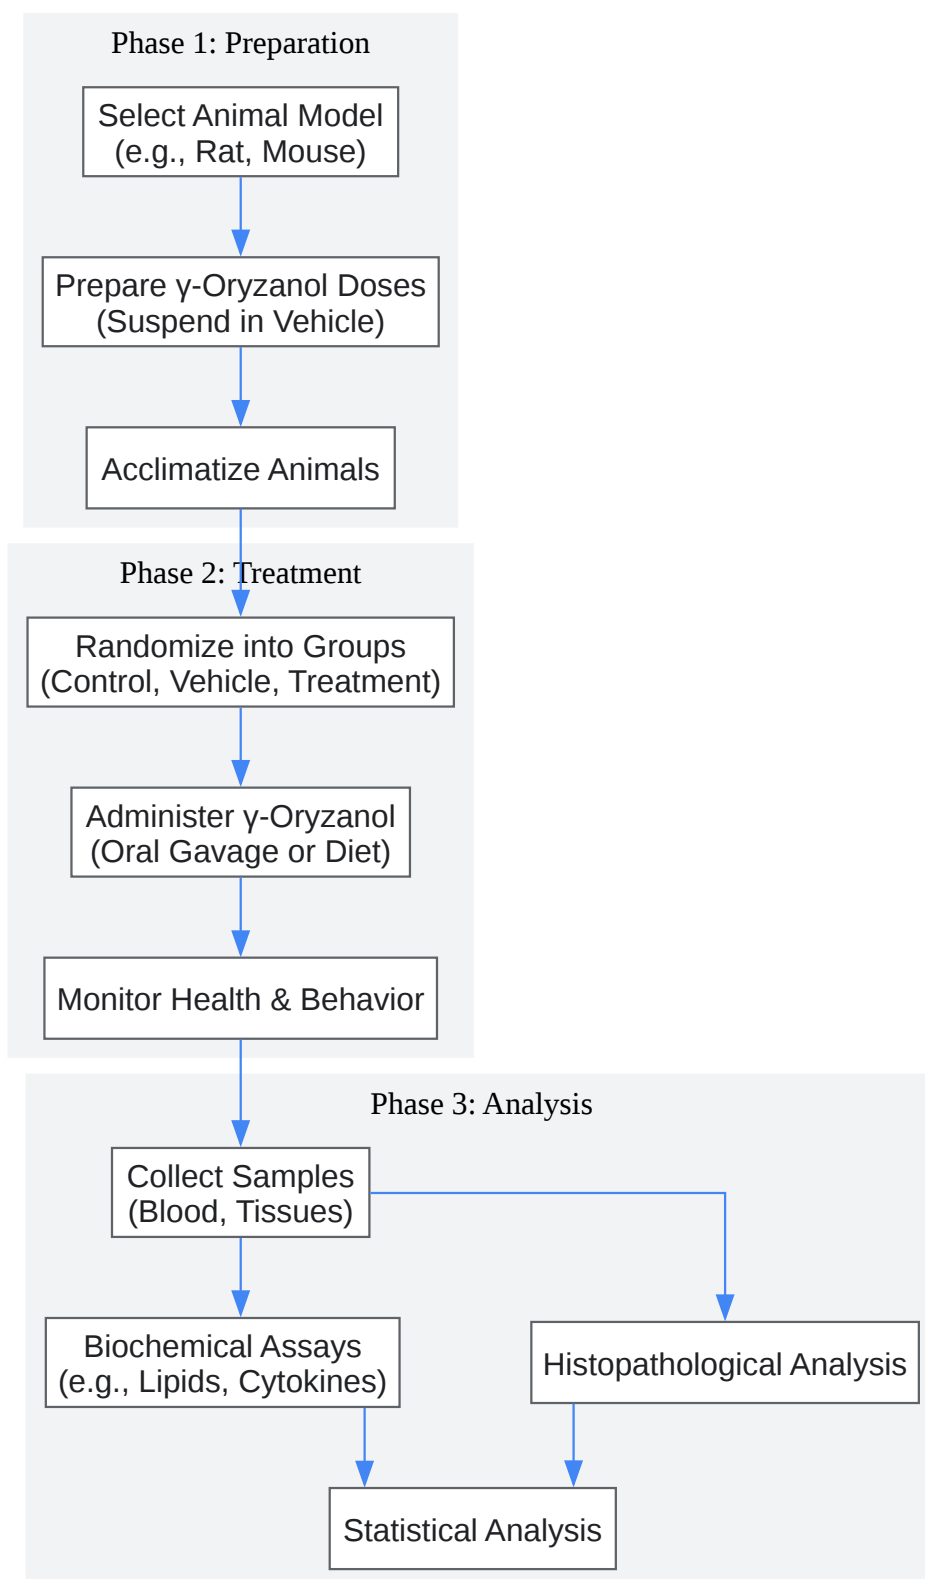 Phase 1: Preparation
Select Animal Model
(e.g., Rat, Mouse)
Prepare γ-Oryzanol Doses
(Suspend in Vehicle)
Acclimatize Animals
Phase 2: Treatment
Randomize into Groups
(Control, Vehicle, Treatment)
Administer γ-Oryzanol
(Oral Gavage or Diet)
Monitor Health & Behavior
Phase 3: Analysis
Collect Samples
(Blood, Tissues)
Biochemical Assays
(e.g., Lipids, Cytokines)
Histopathological Analysis
Statistical Analysis